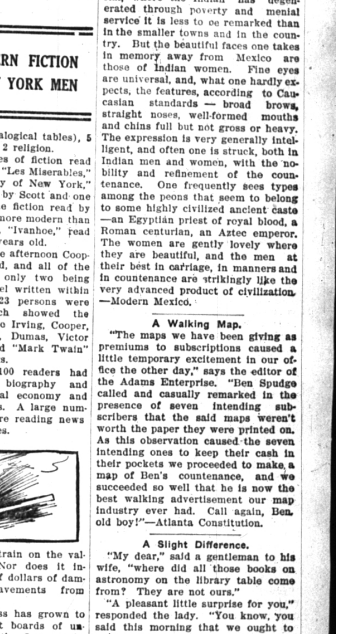 RN FICTION
YORK MEN
alogical tables), 5
2 religion.
es of fiction read
"Les Miserables,"
y of New York,"
by Scott and one
e fiction read by
more modern than
"Ivanhoe," read
years old.
e afternoon Coop-
d, and all of the
only two being
el written within
23 persons were
ch showed the
o Irving, Cooper,
, Dumas, Victor
d "Mark Twain"
s.
100 readers had
biography and
al economy and
s. A large num-
re reading news
es.
train on the val-
Nor does it in-
f dollars of dam-
avements from
ss has grown to
t boards of un-
erated through poverty and menial
service it is less to be remarked than
in the smaller towns and in the coun-
try. But the beautiful faces one takes
in memory away from Mexico are
those of Indian women. Fine eyes
are universal, and, what one hardly ex-
pects, the features, according to Cau-
casian standards — broad brows,
straight noses, well-formed mouths
and chins full but not gross or heavy.
The expression is very generally intel-
ligent, and often one is struck, both in
Indian men and women, with the no-
bility and refinement of the coun-
tenance. One frequently sees types
among the peons that seem to belong
to some highly civilized ancient caste
—an Egyptian priest of royal blood, a
Roman centurian, an Aztec emperor.
The women are gently lovely where
they are beautiful, and the men at
their best in carriage, in manners and
in countenance are strikingly like the
very advanced product of civilization.
—Modern Mexico.
A Walking Map.
"The maps we have been giving as
premiums to subscriptions caused a
little temporary excitement in our of-
fice the other day," says the editor of
the Adams Enterprise. "Ben Spudge
called and casually remarked in the
presence of seven intending sub-
scribers that the said maps weren't
worth the paper they were printed on.
As this observation caused the seven
intending ones to keep their cash in
their pockets we proceeded to make a
map of Ben's countenance, and we
succeeded so well that he is now the
best walking advertisement our map
industry ever had. Call again, Ben,
old boy!"—Atlanta Constitution.
A Slight Difference.
"My dear," said a gentleman to his
wife, "where did all those books on
astronomy on the library table come
from? They are not ours."
"A pleasant little surprise for you,"
responded the lady. "You know, you
said this morning that we ought to